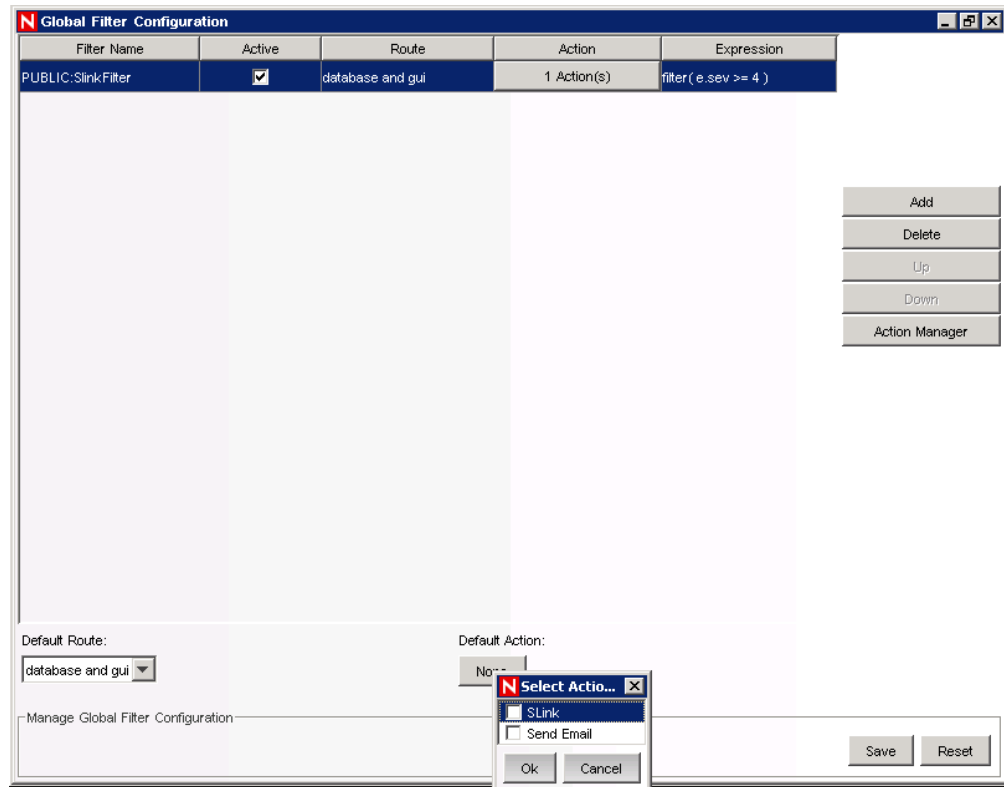 Global Filter Configuration
Filter Name Active Route Action Expression
PUBLIC:SlinkFilter database and gui 1 Action(s) filter( e.sev >= 4 )
Add
Delete
Up
Down
Action Manager
Default Route: Default Action:
database and gui
Select Actio...
SLink
Send Email
Ok Cancel
Manage Global Filter Configuration
Save Reset